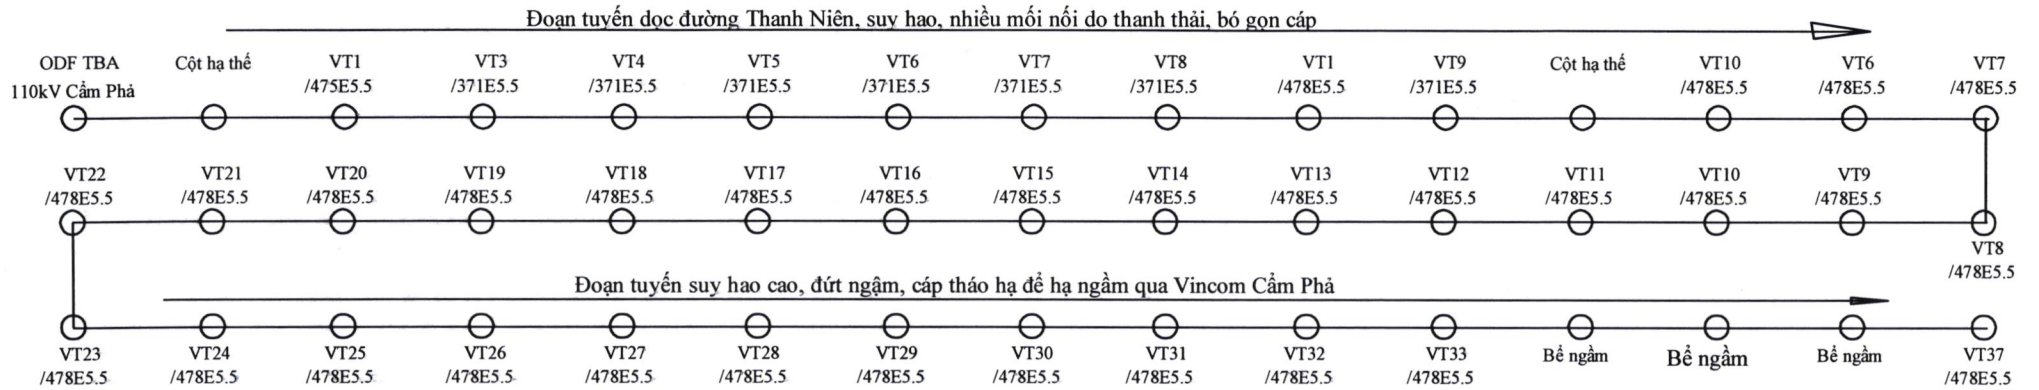 Đoạn tuyến dọc đường Thanh Niên, suy hao, nhiều mối nối do thanh thải, bó gọn cáp
ODF TBA
110kV Cẩm Phả
Cột hạ thế
VT1
/475E5.5
VT3
/371E5.5
VT4
/371E5.5
VT5
/371E5.5
VT6
/371E5.5
VT7
/371E5.5
VT8
/371E5.5
VT1
/478E5.5
VT9
/371E5.5
Cột hạ thế
VT10
/478E5.5
VT6
/478E5.5
VT7
/478E5.5
VT22
/478E5.5
VT21
/478E5.5
VT20
/478E5.5
VT19
/478E5.5
VT18
/478E5.5
VT17
/478E5.5
VT16
/478E5.5
VT15
/478E5.5
VT14
/478E5.5
VT13
/478E5.5
VT12
/478E5.5
VT11
/478E5.5
VT10
/478E5.5
VT9
/478E5.5
VT8
/478E5.5
Đoạn tuyến suy hao cao, đứt ngậm, cáp tháo hạ để hạ ngầm qua Vincom Cẩm Phả
VT23
/478E5.5
VT24
/478E5.5
VT25
/478E5.5
VT26
/478E5.5
VT27
/478E5.5
VT28
/478E5.5
VT29
/478E5.5
VT30
/478E5.5
VT31
/478E5.5
VT32
/478E5.5
VT33
/478E5.5
Bể ngầm
Bể ngầm
Bể ngầm
VT37
/478E5.5